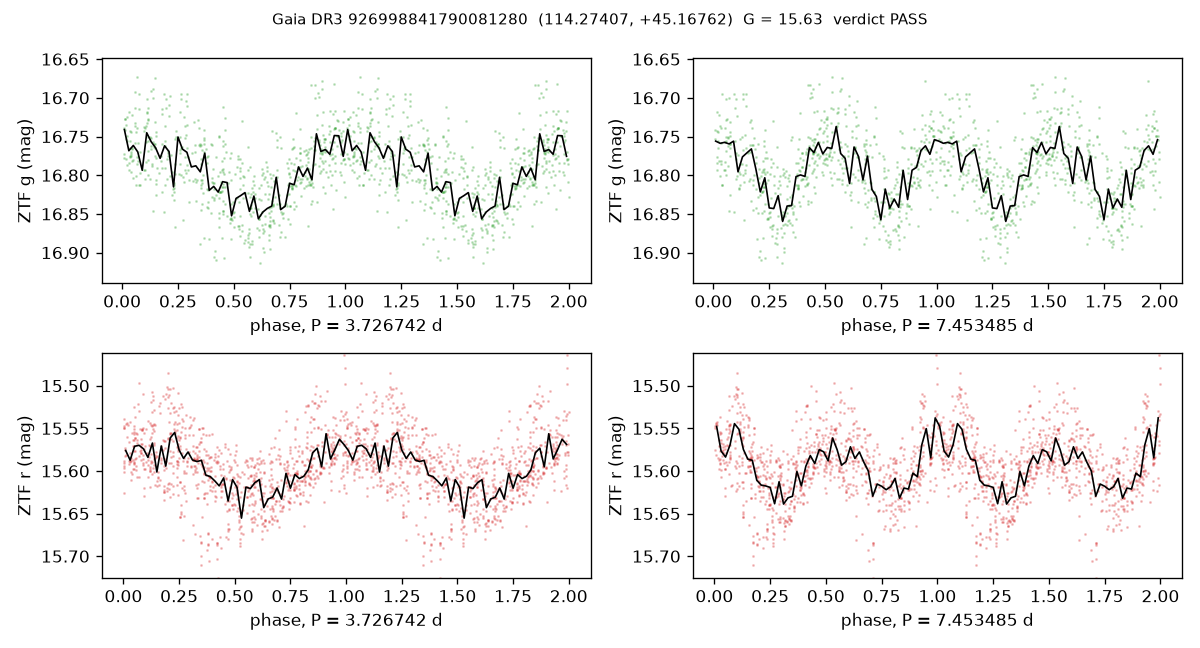 Gaia DR3 926998841790081280  (114.27407, +45.16762)  G = 15.63  verdict PASS
ZTF g (mag)
16.65
16.70
16.75
16.80
16.85
16.90
0.00 0.25 0.50 0.75 1.00 1.25 1.50 1.75 2.00
phase, P = 3.726742 d
ZTF g (mag)
16.65
16.70
16.75
16.80
16.85
16.90
0.00 0.25 0.50 0.75 1.00 1.25 1.50 1.75 2.00
phase, P = 7.453485 d
ZTF r (mag)
15.50
15.55
15.60
15.65
15.70
0.00 0.25 0.50 0.75 1.00 1.25 1.50 1.75 2.00
phase, P = 3.726742 d
ZTF r (mag)
15.50
15.55
15.60
15.65
15.70
0.00 0.25 0.50 0.75 1.00 1.25 1.50 1.75 2.00
phase, P = 7.453485 d